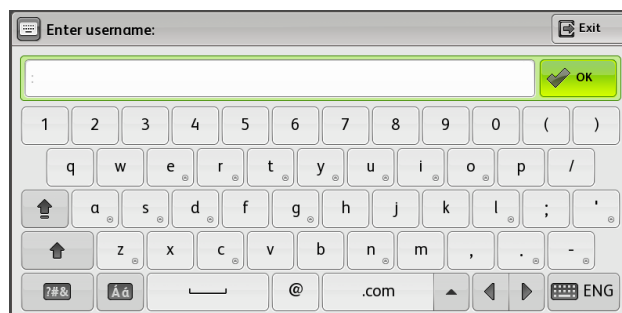 Enter username: Exit
: OK
1 2 3 4 5 6 7 8 9 0 ( )
q w e r t y u i o p /
a s d f g h j k l ; '
z x c v b n m , . -
?#& Áá @ .com ENG